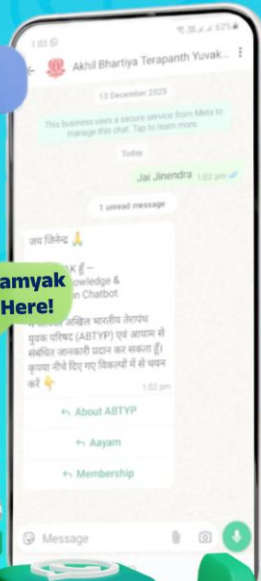 1:03
62%
Akhil Bhartiya Terapanth Yuvak...
13 December 2025
This business uses a secure service from Meta to
manage this chat. Tap to learn more.
Today
Jai Jinendra 1:02 pm
1 unread message
जय जिनेन्द्र 🙏
K हूँ –
amyak
owledge &
Here!
n Chatbot
अखिल भारतीय तेरापंथ
युवक परिषद (ABTYP) एवं आयाम से
संबंधित जानकारी प्रदान कर सकता हूँ।
कृपया नीचे दिए गए विकल्पों में से चयन
करें 👇 1:02 pm
About ABTYP
Aayam
Membership
Message